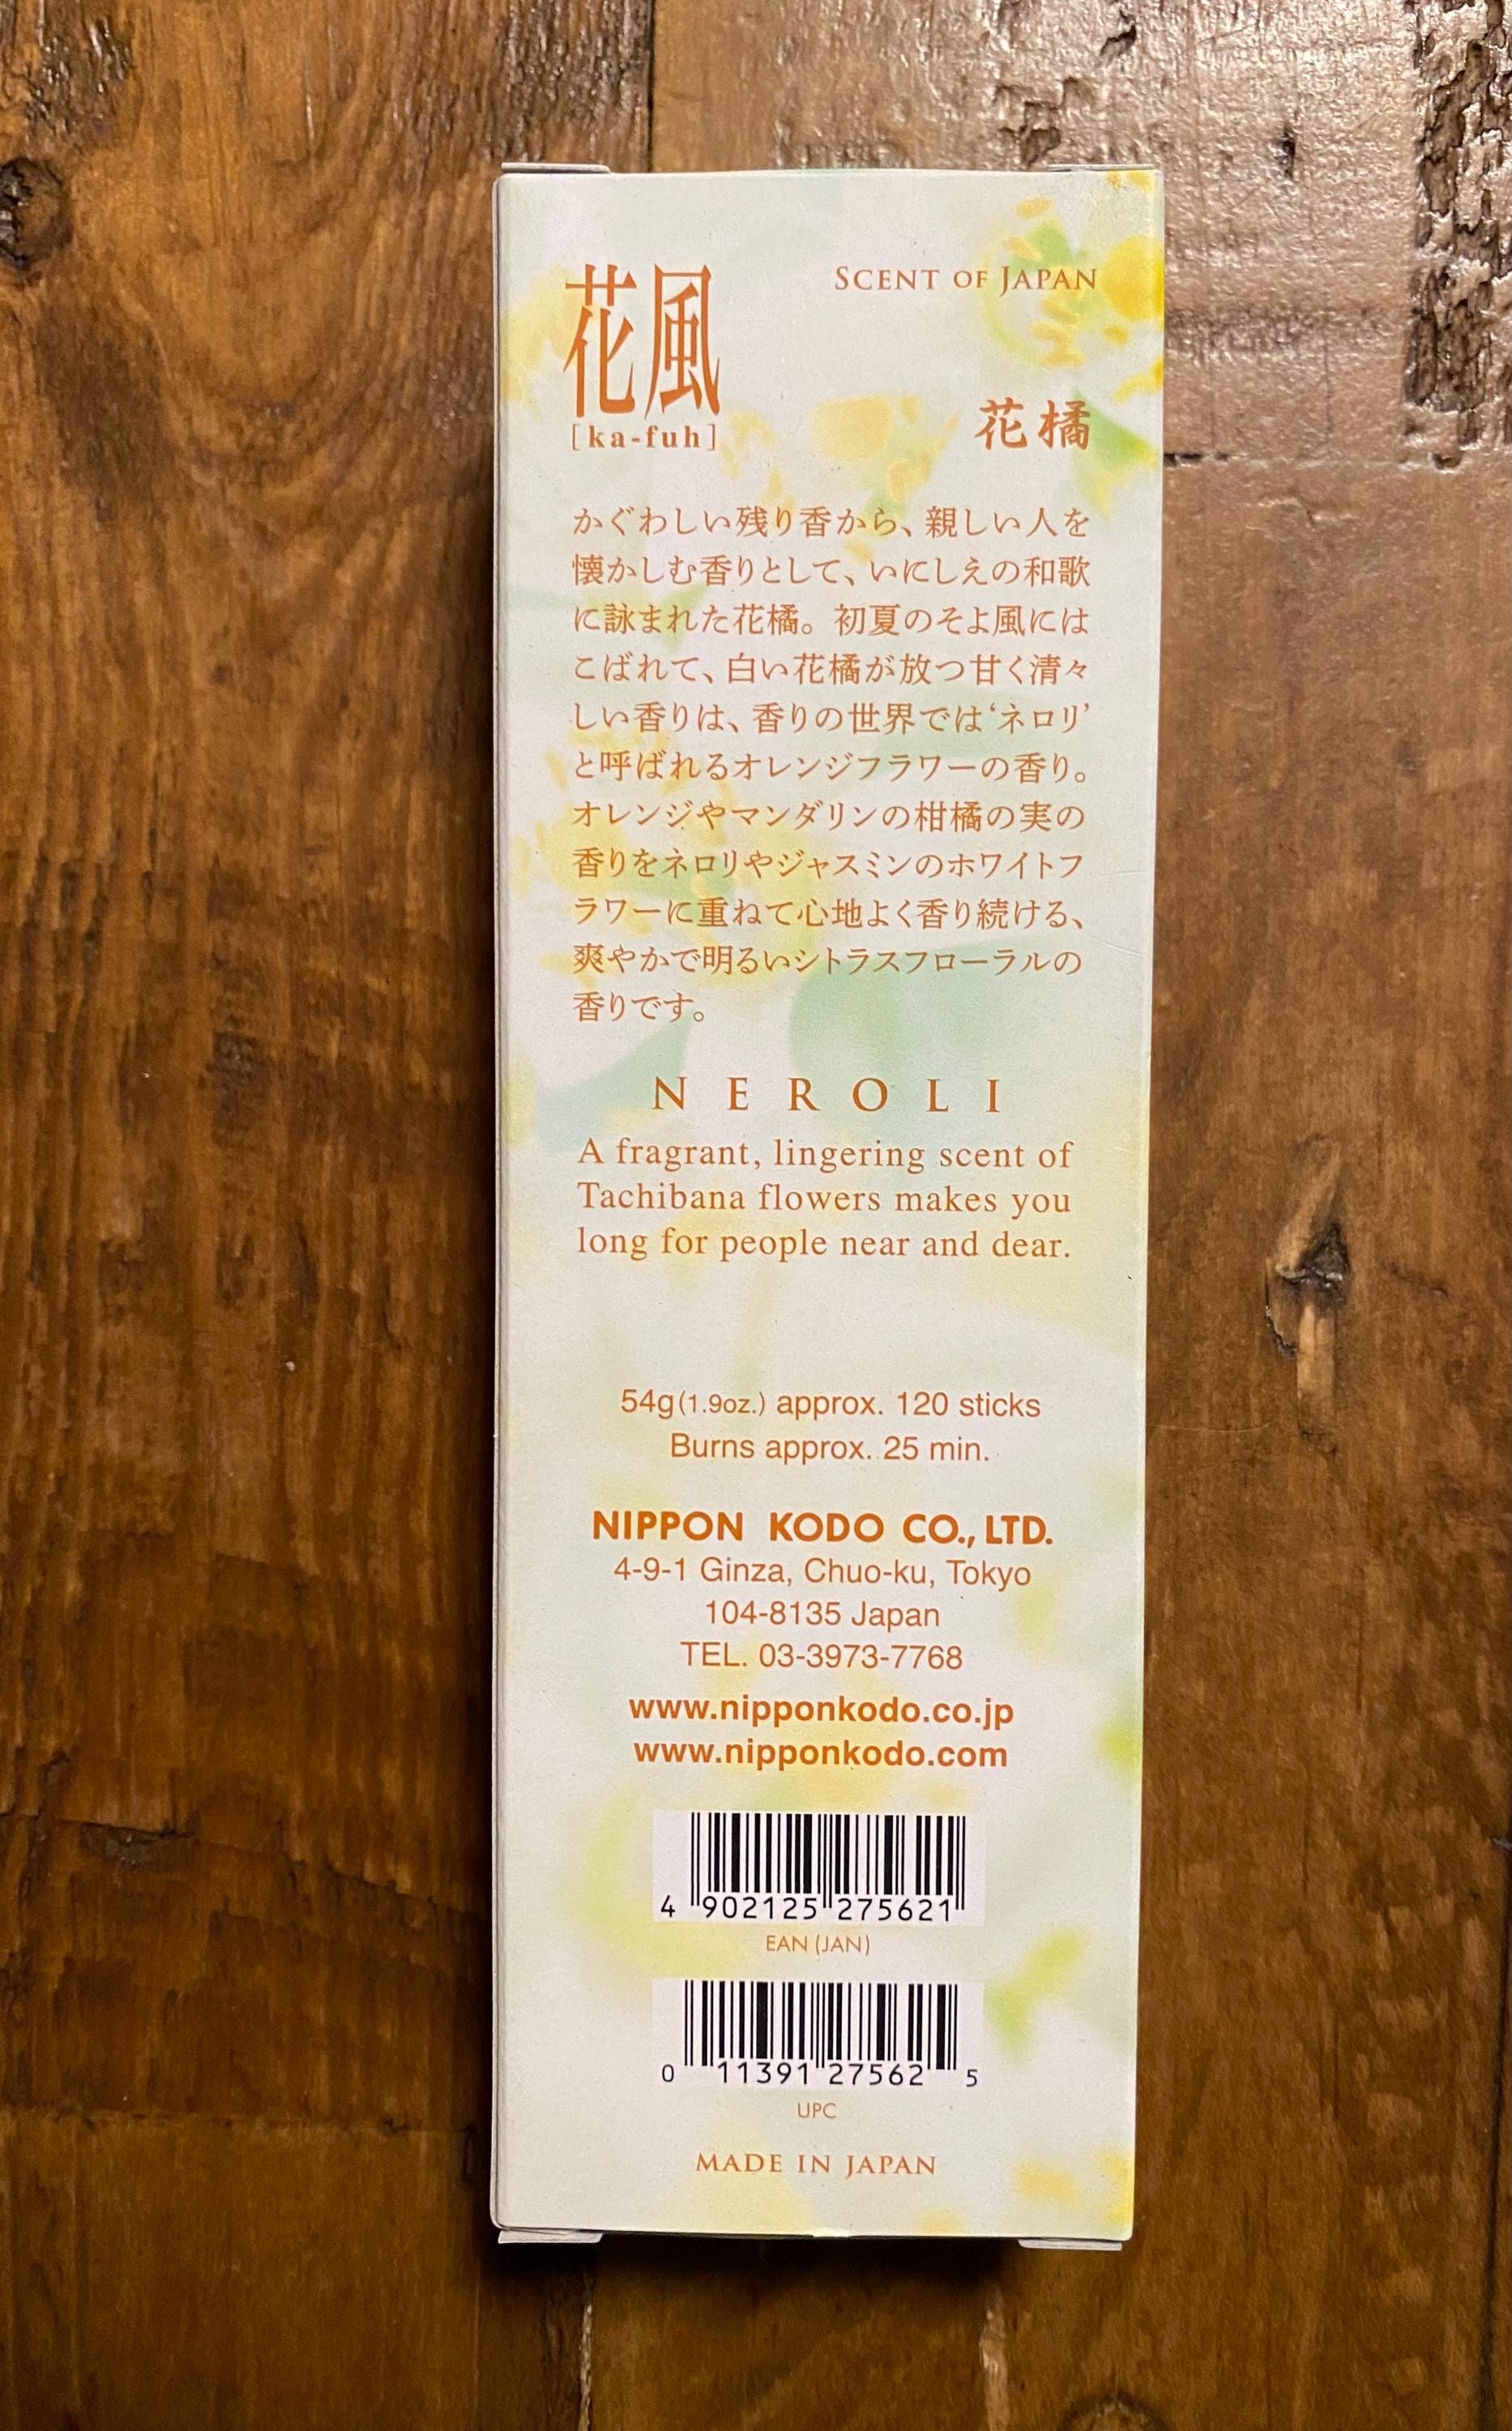 花風
[ka-fuh]
SCENT OF JAPAN
花橘
かぐわしい残り香から、親しい人を
懐かしむ香りとして、いにしえの和歌
に詠まれた花橘。初夏のそよ風には
こばれて、白い花橘が放つ甘く清々
しい香りは、香りの世界では‘ネロリ’
と呼ばれるオレンジフラワーの香り。
オレンジやマンダリンの柑橘の実の
香りをネロリやジャスミンのホワイトフ
ラワーに重ねて心地よく香り続ける、
爽やかで明るいシトラスフローラルの
香りです。
NEROLI
A fragrant, lingering scent of
Tachibana flowers makes you
long for people near and dear.
54g(1.9oz.) approx. 120 sticks
Burns approx. 25 min.
NIPPON KODO CO., LTD.
4-9-1 Ginza, Chuo-ku, Tokyo
104-8135 Japan
TEL. 03-3973-7768
www.nipponkodo.co.jp
www.nipponkodo.com
4 902125 275621
EAN (JAN)
0 11391 27562 5
UPC
MADE IN JAPAN